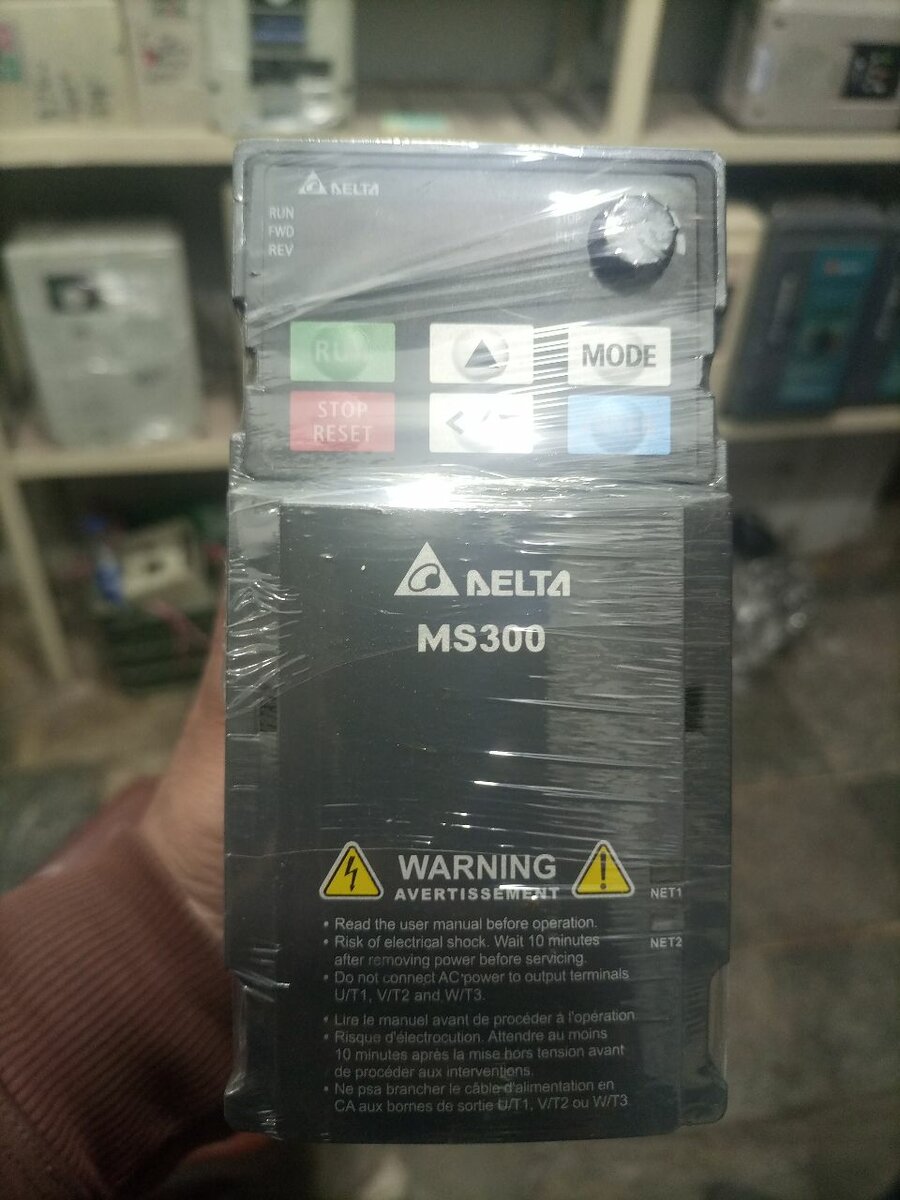 DELTA
RUN
FWD
REV
RUN
MODE
STOP
RESET
DELTA
MS300
WARNING
AVERTISSEMENT
NET1
NET2
• Read the user manual before operation.
• Risk of electrical shock. Wait 10 minutes
after removing power before servicing.
• Do not connect AC power to output terminals
U/T1, V/T2 and W/T3.
• Lire le manuel avant de procéder à l'opération
• Risque d'électrocution. Attendre au moins
10 minutes après la mise hors tension avant
de procéder aux interventions.
• Ne psa brancher le câble d'alimentation en
CA aux bornes de sortie U/T1, V/T2 ou W/T3